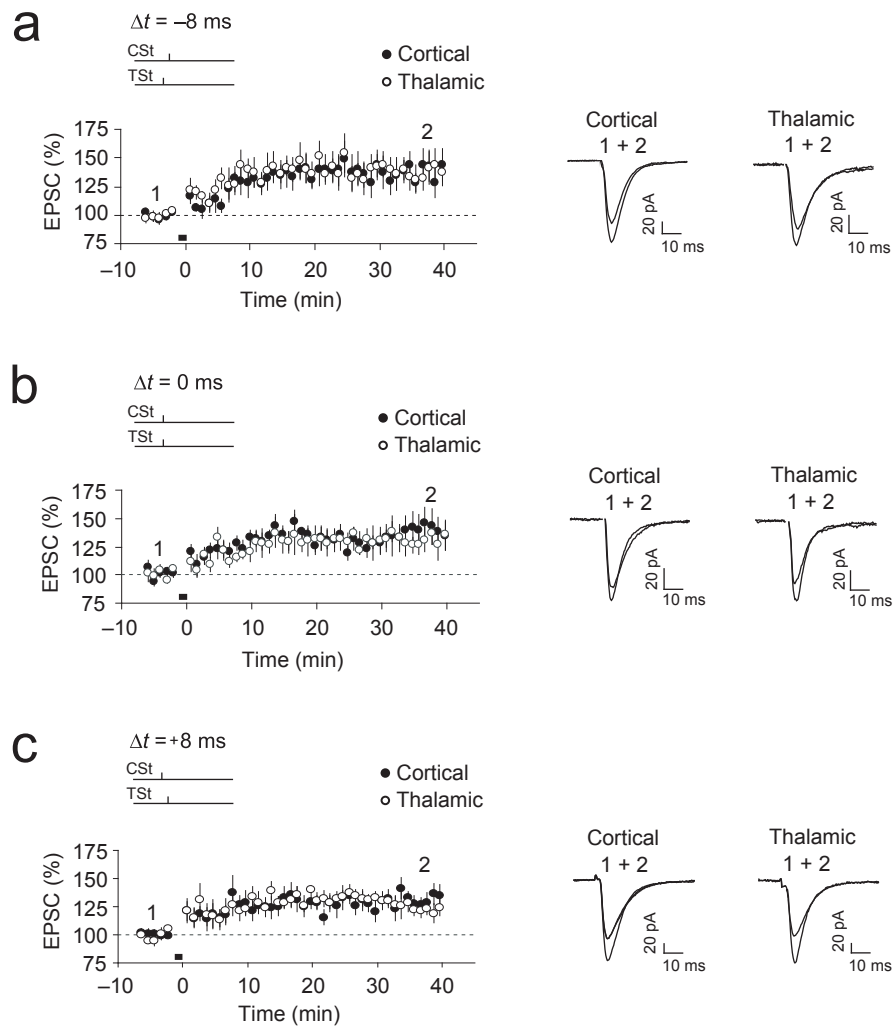 a
Δt = –8 ms
CSt
TSt
Cortical
Thalamic
EPSC (%)
175
150
125
100
75
1
2
–10 0 10 20 30 40
Time (min)
Cortical
1 + 2
20 pA
10 ms
Thalamic
1 + 2
20 pA
10 ms
b
Δt = 0 ms
CSt
TSt
Cortical
Thalamic
EPSC (%)
175
150
125
100
75
1
2
–10 0 10 20 30 40
Time (min)
Cortical
1 + 2
20 pA
10 ms
Thalamic
1 + 2
20 pA
10 ms
c
Δt = +8 ms
CSt
TSt
Cortical
Thalamic
EPSC (%)
175
150
125
100
75
1
2
–10 0 10 20 30 40
Time (min)
Cortical
1 + 2
20 pA
10 ms
Thalamic
1 + 2
20 pA
10 ms